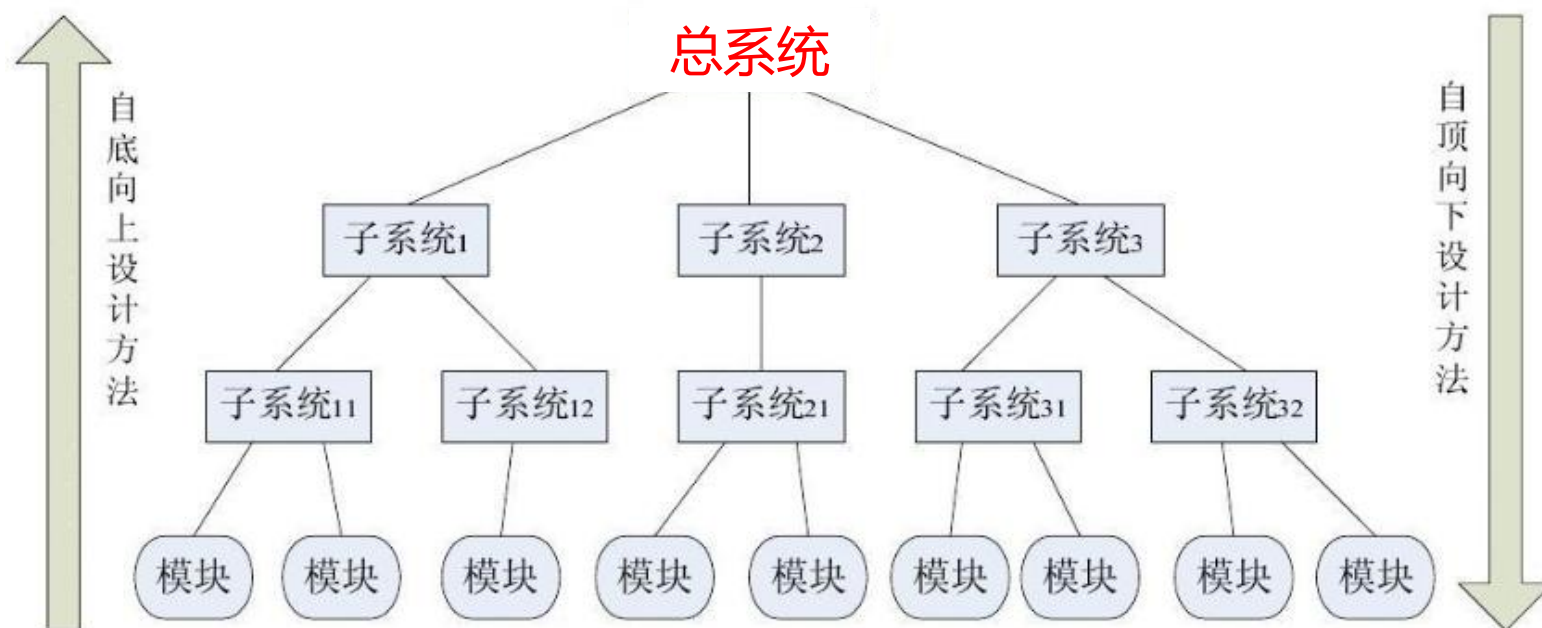 总系统
自底向上设计方法
自顶向下设计方法
子系统1
子系统2
子系统3
子系统11
子系统12
子系统21
子系统31
子系统32
模块
模块
模块
模块
模块
模块
模块
模块
模块